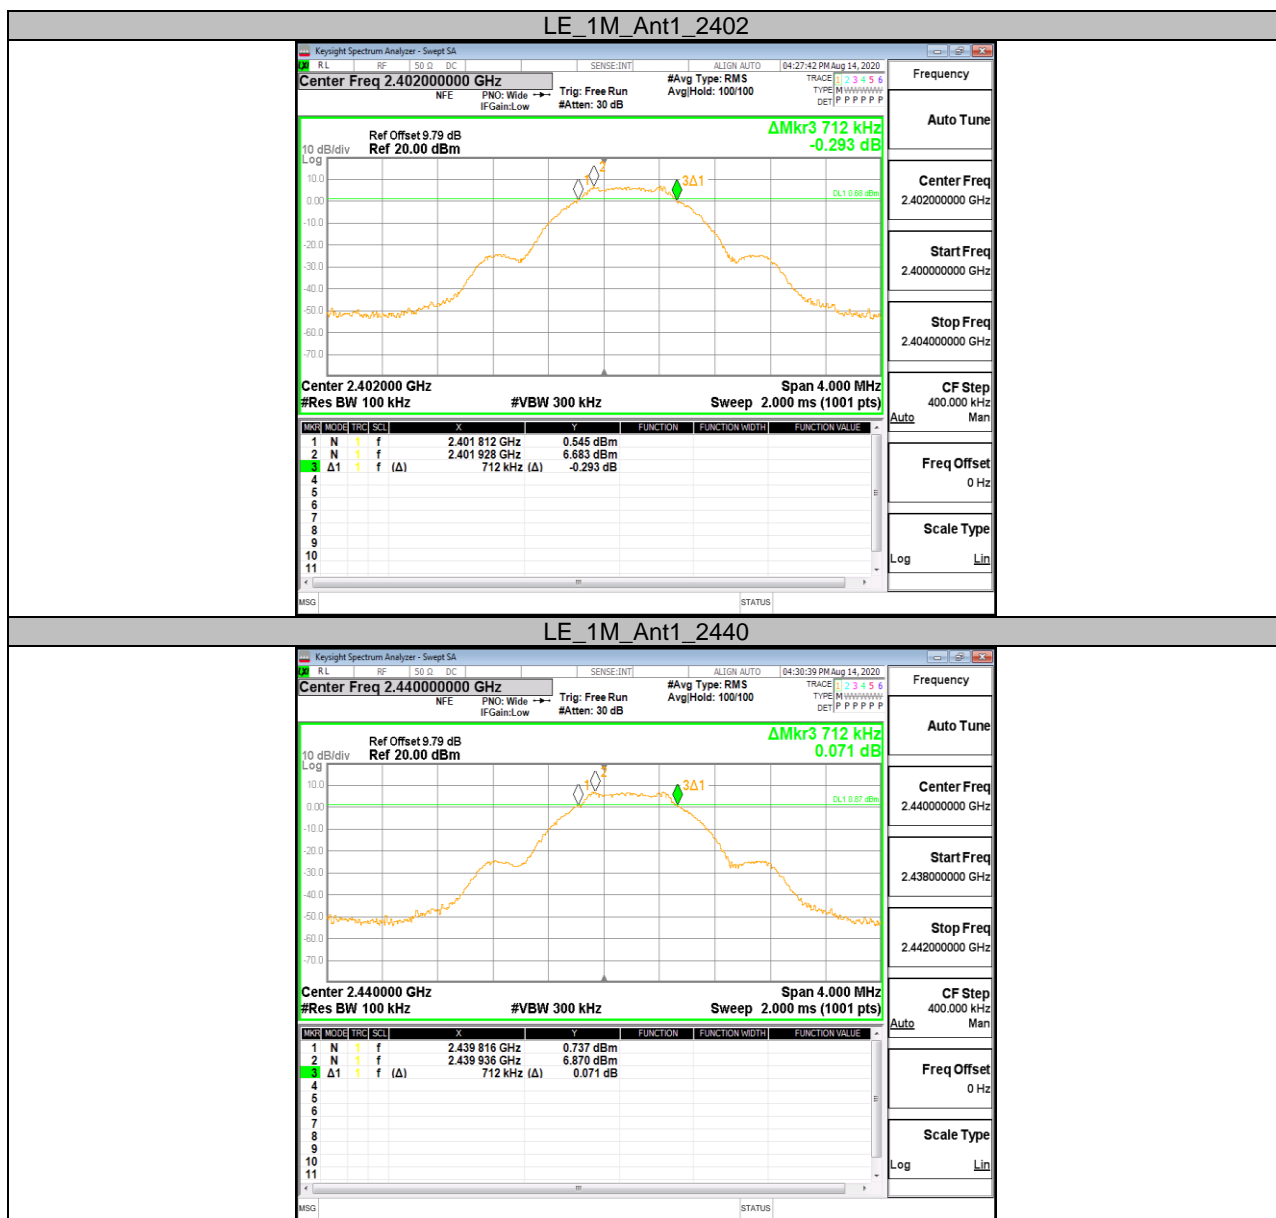 LE_1M_Ant1_2402
Keysight Spectrum Analyzer - Swept SA
RL RF 50 Ω DC SENSE:INT ALIGN AUTO 04:27:42 PM Aug 14, 2020
Center Freq 2.402000000 GHz
NFE PNO: Wide IFGain:Low
Trig: Free Run #Atten: 30 dB
#Avg Type: RMS Avg|Hold: 100/100
TRACE 1 2 3 4 5 6
TYPE M WWWWW
DET P P P P P P
Frequency
ΔMkr3 712 kHz
-0.293 dB
Ref Offset 9.79 dB
10 dB/div Ref 20.00 dBm
Log
10.0
0.00
-10.0
-20.0
-30.0
-40.0
-50.0
-60.0
-70.0
1
2
3Δ1
DL1 0.68 dBm
Center 2.402000 GHz Span 4.000 MHz
#Res BW 100 kHz #VBW 300 kHz Sweep 2.000 ms (1001 pts)
MKR MODE TRC SCL X Y FUNCTION FUNCTION WIDTH FUNCTION VALUE
1 N 1 f 2.401 812 GHz 0.545 dBm
2 N 1 f 2.401 928 GHz 6.683 dBm
3 Δ1 1 f (Δ) 712 kHz (Δ) -0.293 dB
4
5
6
7
8
9
10
11
MSG STATUS
Auto Tune
Center Freq
2.402000000 GHz
Start Freq
2.400000000 GHz
Stop Freq
2.404000000 GHz
CF Step
400.000 kHz
Auto Man
Freq Offset
0 Hz
Scale Type
Log Lin
LE_1M_Ant1_2440
Keysight Spectrum Analyzer - Swept SA
RL RF 50 Ω DC SENSE:INT ALIGN AUTO 04:30:39 PM Aug 14, 2020
Center Freq 2.440000000 GHz
NFE PNO: Wide IFGain:Low
Trig: Free Run #Atten: 30 dB
#Avg Type: RMS Avg|Hold: 100/100
TRACE 1 2 3 4 5 6
TYPE M WWWWW
DET P P P P P P
Frequency
ΔMkr3 712 kHz
0.071 dB
Ref Offset 9.79 dB
10 dB/div Ref 20.00 dBm
Log
10.0
0.00
-10.0
-20.0
-30.0
-40.0
-50.0
-60.0
-70.0
1
2
3Δ1
DL1 0.87 dBm
Center 2.440000 GHz Span 4.000 MHz
#Res BW 100 kHz #VBW 300 kHz Sweep 2.000 ms (1001 pts)
MKR MODE TRC SCL X Y FUNCTION FUNCTION WIDTH FUNCTION VALUE
1 N 1 f 2.439 816 GHz 0.737 dBm
2 N 1 f 2.439 936 GHz 6.870 dBm
3 Δ1 1 f (Δ) 712 kHz (Δ) 0.071 dB
4
5
6
7
8
9
10
11
MSG STATUS
Auto Tune
Center Freq
2.440000000 GHz
Start Freq
2.438000000 GHz
Stop Freq
2.442000000 GHz
CF Step
400.000 kHz
Auto Man
Freq Offset
0 Hz
Scale Type
Log Lin